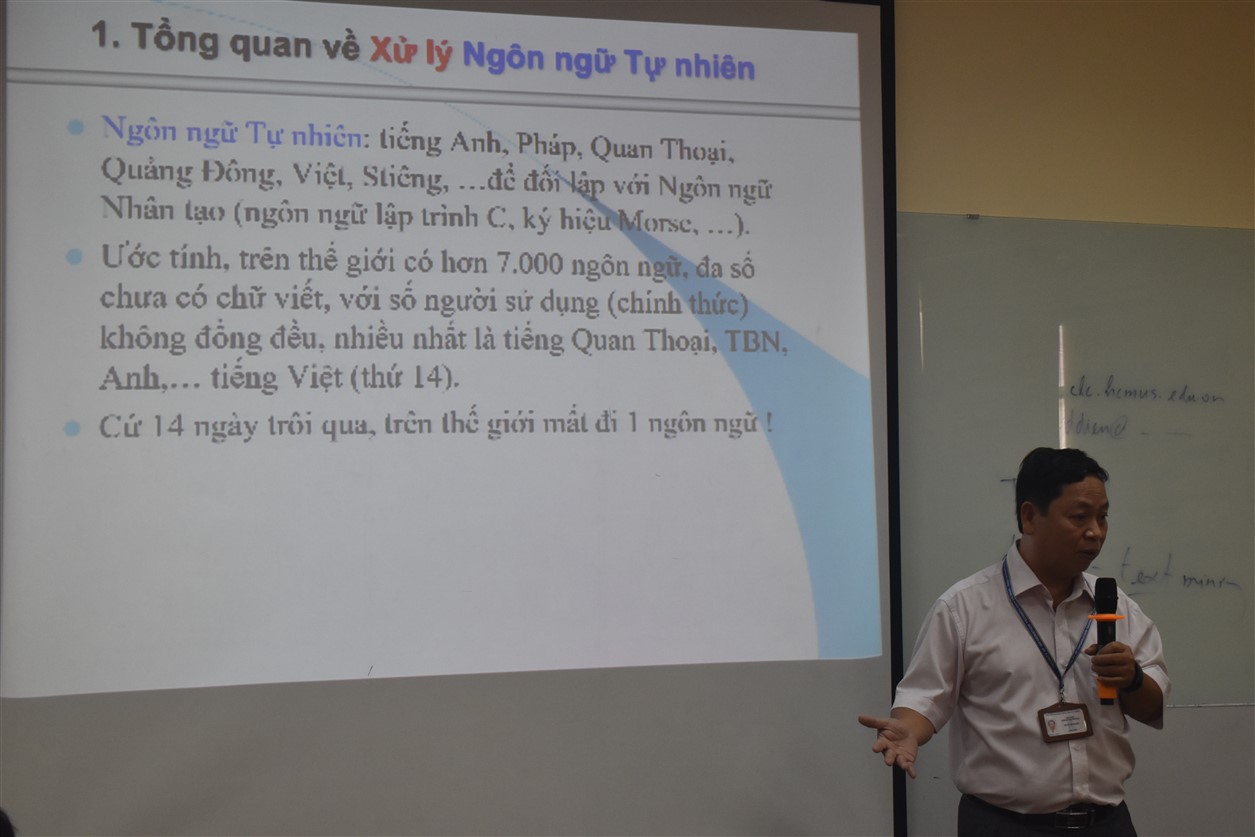 1. Tổng quan về Xử lý Ngôn ngữ Tự nhiên
Ngôn ngữ Tự nhiên: tiếng Anh, Pháp, Quan Thoại,
Quảng Đông, Việt, Stiêng, …để đối lập với Ngôn ngữ
Nhân tạo (ngôn ngữ lập trình C, ký hiệu Morse, …).
Ước tính, trên thế giới có hơn 7.000 ngôn ngữ, đa số
chưa có chữ viết, với số người sử dụng (chính thức)
không đồng đều, nhiều nhất là tiếng Quan Thoại, TBN,
Anh,… tiếng Việt (thứ 14).
Cứ 14 ngày trôi qua, trên thế giới mất đi 1 ngôn ngữ !
text